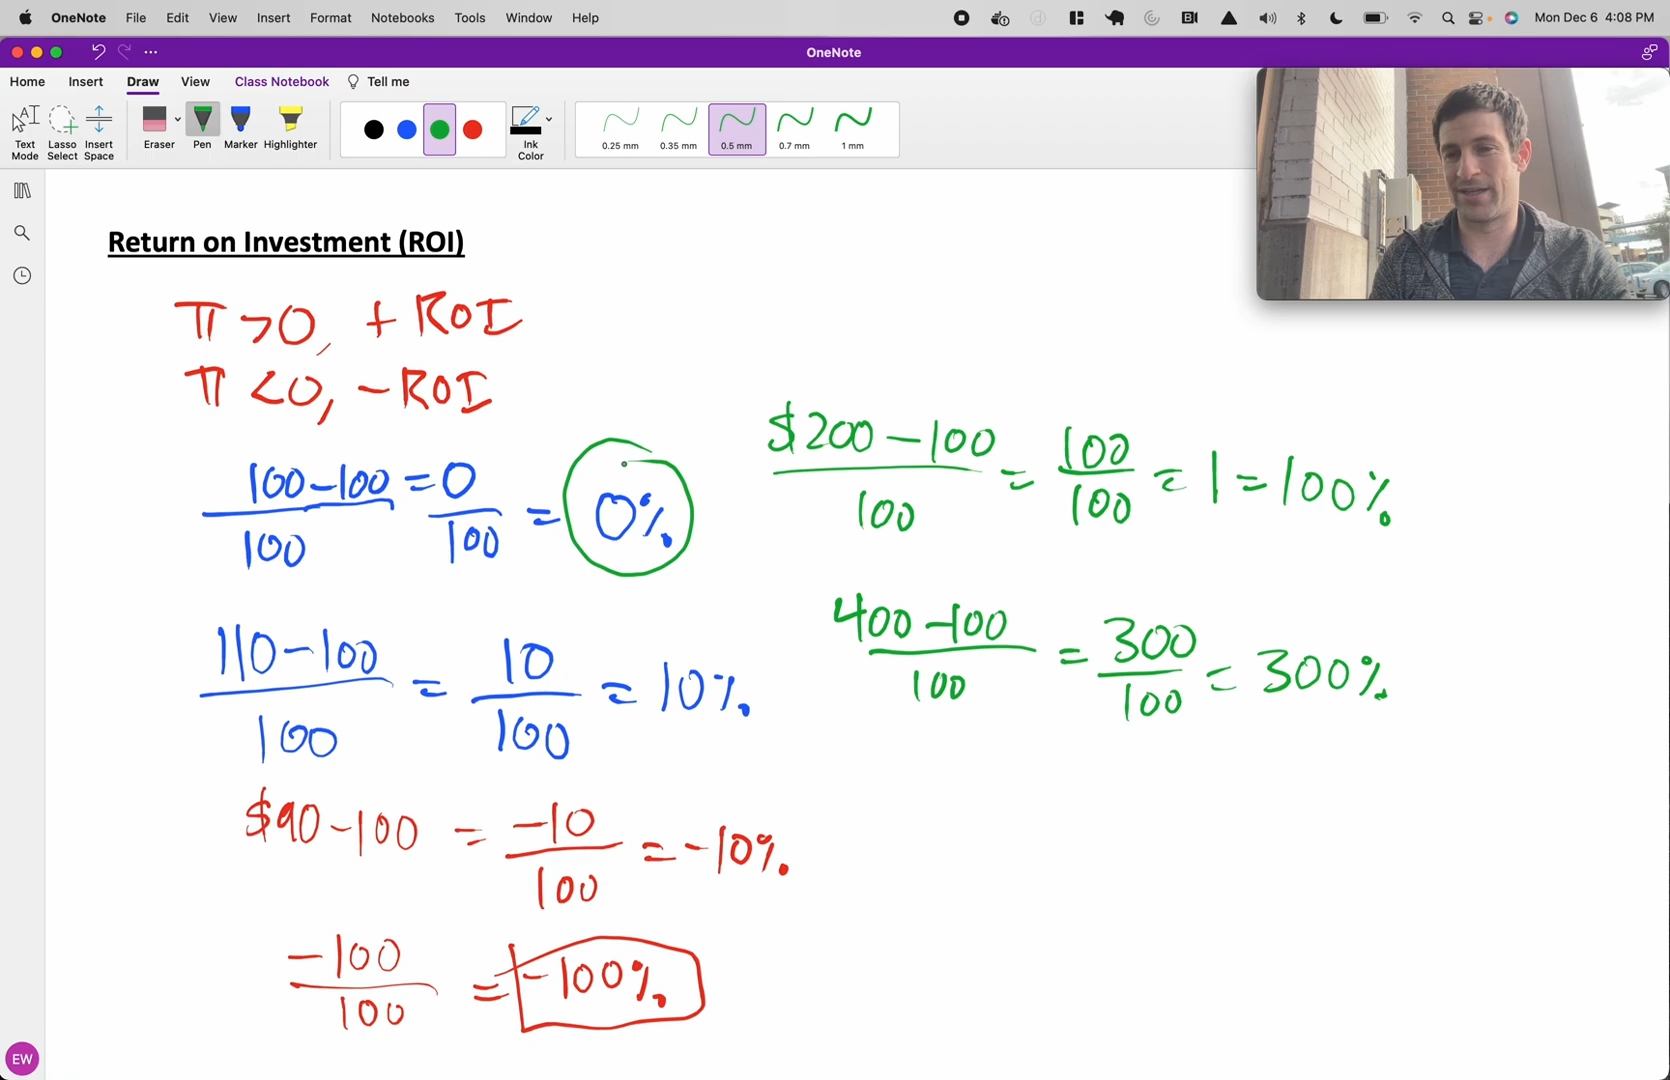 OneNote File Edit View Insert Format Notebooks Tools Window Help Mon Dec 6 4:08 PM
OneNote
Home Insert Draw View Class Notebook Tell me
Text Mode Lasso Select Insert Space Eraser Pen Marker Highlighter Ink Color 0.25 mm 0.35 mm 0.5 mm 0.7 mm 1 mm
Return on Investment (ROI)
π > 0, + ROI
π < 0, - ROI
100 - 100 / 100 = 0 / 100 = 0%
110 - 100 / 100 = 10 / 100 = 10%
$90 - 100 = -10 / 100 = -10%
-100 / 100 = -100%
$200 - 100 / 100 = 100 / 100 = 1 = 100%
400 - 100 / 100 = 300 / 100 = 300%
EW